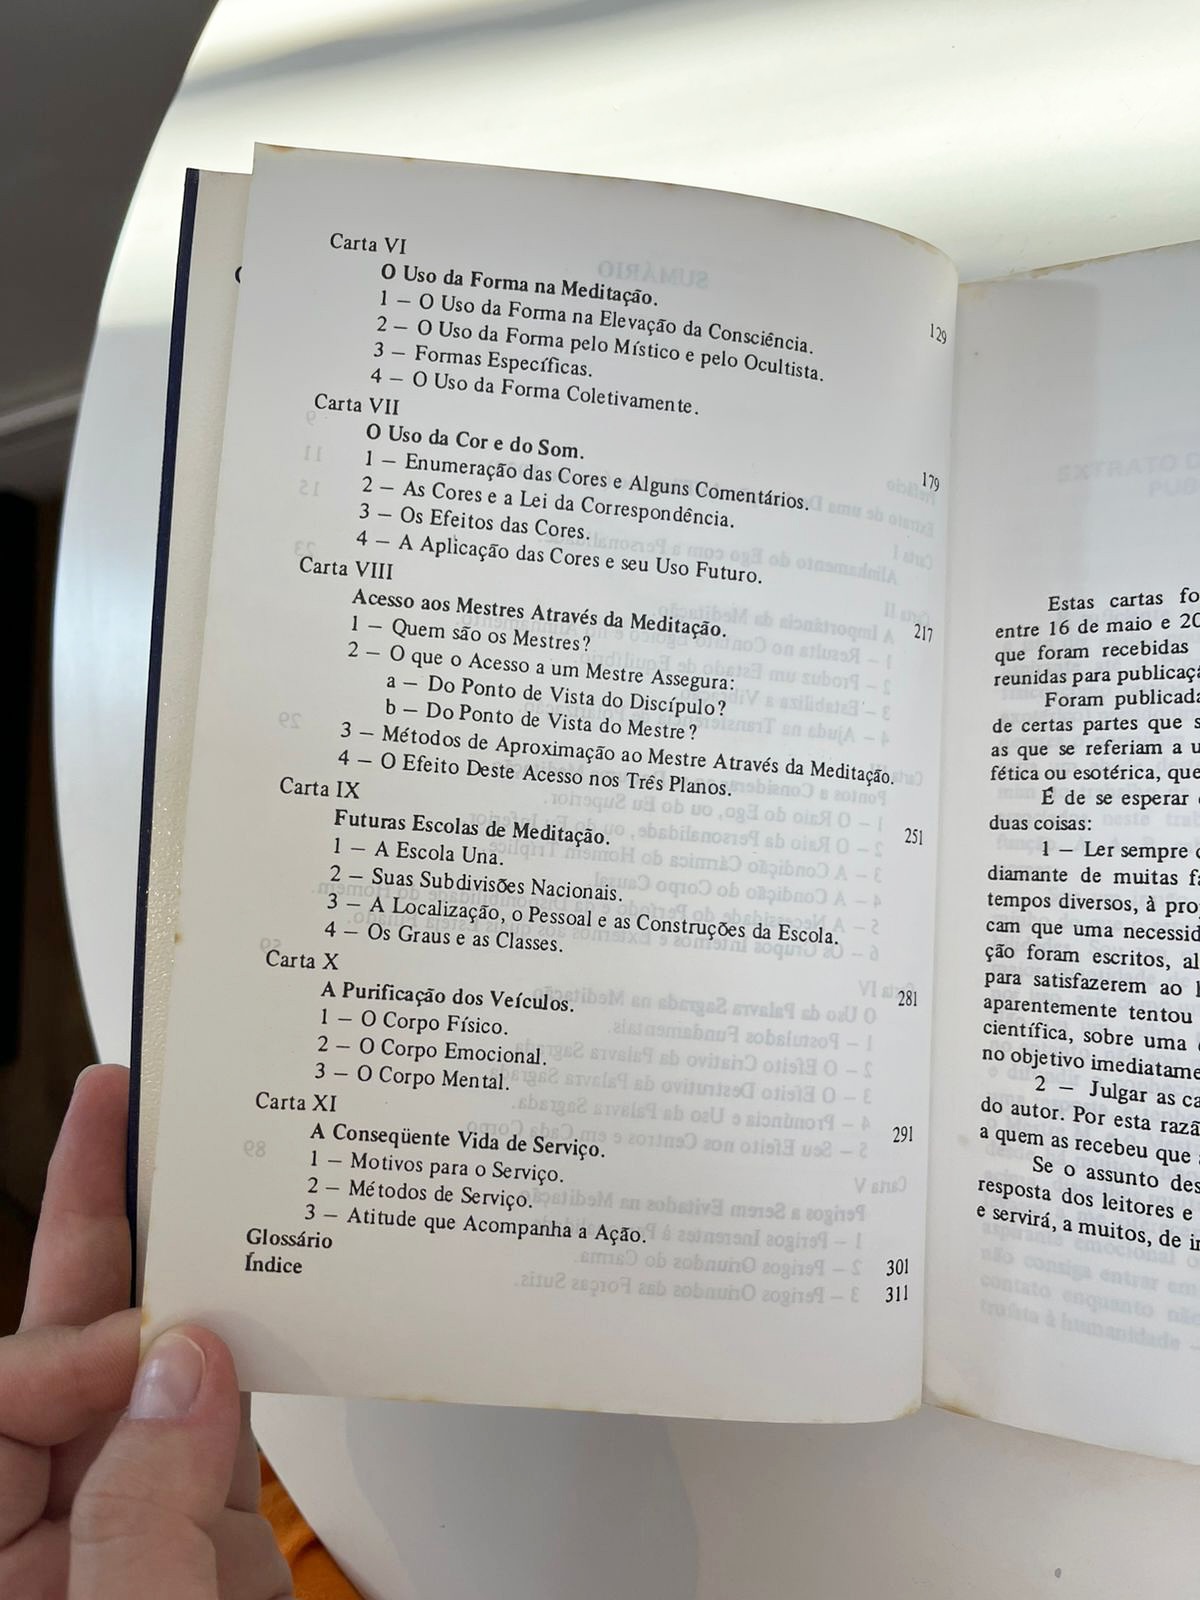 Carta VI
O Uso da Forma na Meditação. 129
1 — O Uso da Forma na Elevação da Consciência.
2 — O Uso da Forma pelo Místico e pelo Ocultista.
3 — Formas Específicas.
4 — O Uso da Forma Coletivamente.
Carta VII
O Uso da Cor e do Som. 179
1 — Enumeração das Cores e Alguns Comentários.
2 — As Cores e a Lei da Correspondência.
3 — Os Efeitos das Cores.
4 — A Aplicação das Cores e seu Uso Futuro.
Carta VIII
Acesso aos Mestres Através da Meditação. 217
1 — Quem são os Mestres?
2 — O que o Acesso a um Mestre Assegura:
a — Do Ponto de Vista do Discípulo?
b — Do Ponto de Vista do Mestre?
3 — Métodos de Aproximação ao Mestre Através da Meditação.
4 — O Efeito Deste Acesso nos Três Planos.
Carta IX
Futuras Escolas de Meditação. 251
1 — A Escola Una.
2 — Suas Subdivisões Nacionais.
3 — A Localização, o Pessoal e as Construções da Escola.
4 — Os Graus e as Classes.
Carta X
A Purificação dos Veículos. 281
1 — O Corpo Físico.
2 — O Corpo Emocional.
3 — O Corpo Mental.
Carta XI
A Conseqüente Vida de Serviço. 291
1 — Motivos para o Serviço.
2 — Métodos de Serviço.
3 — Atitude que Acompanha a Ação.
Glossário 301
Índice 311
Estas cartas fo
entre 16 de maio e 20
que foram recebidas
reunidas para publicaçã
Foram publicada
de certas partes que s
as que se referiam a u
fética ou esotérica, que
É de se esperar
duas coisas:
1 — Ler sempre
diamante de muitas fa
tempos diversos, à pro
cam que uma necessid
ção foram escritos, al
para satisfazerem ao
aparentemente tentou
científica, sobre uma
no objetivo imediatame
2 — Julgar as ca
do autor. Por esta razã
a quem as recebeu que
Se o assunto des
resposta dos leitores e
e servirá, a muitos, de in